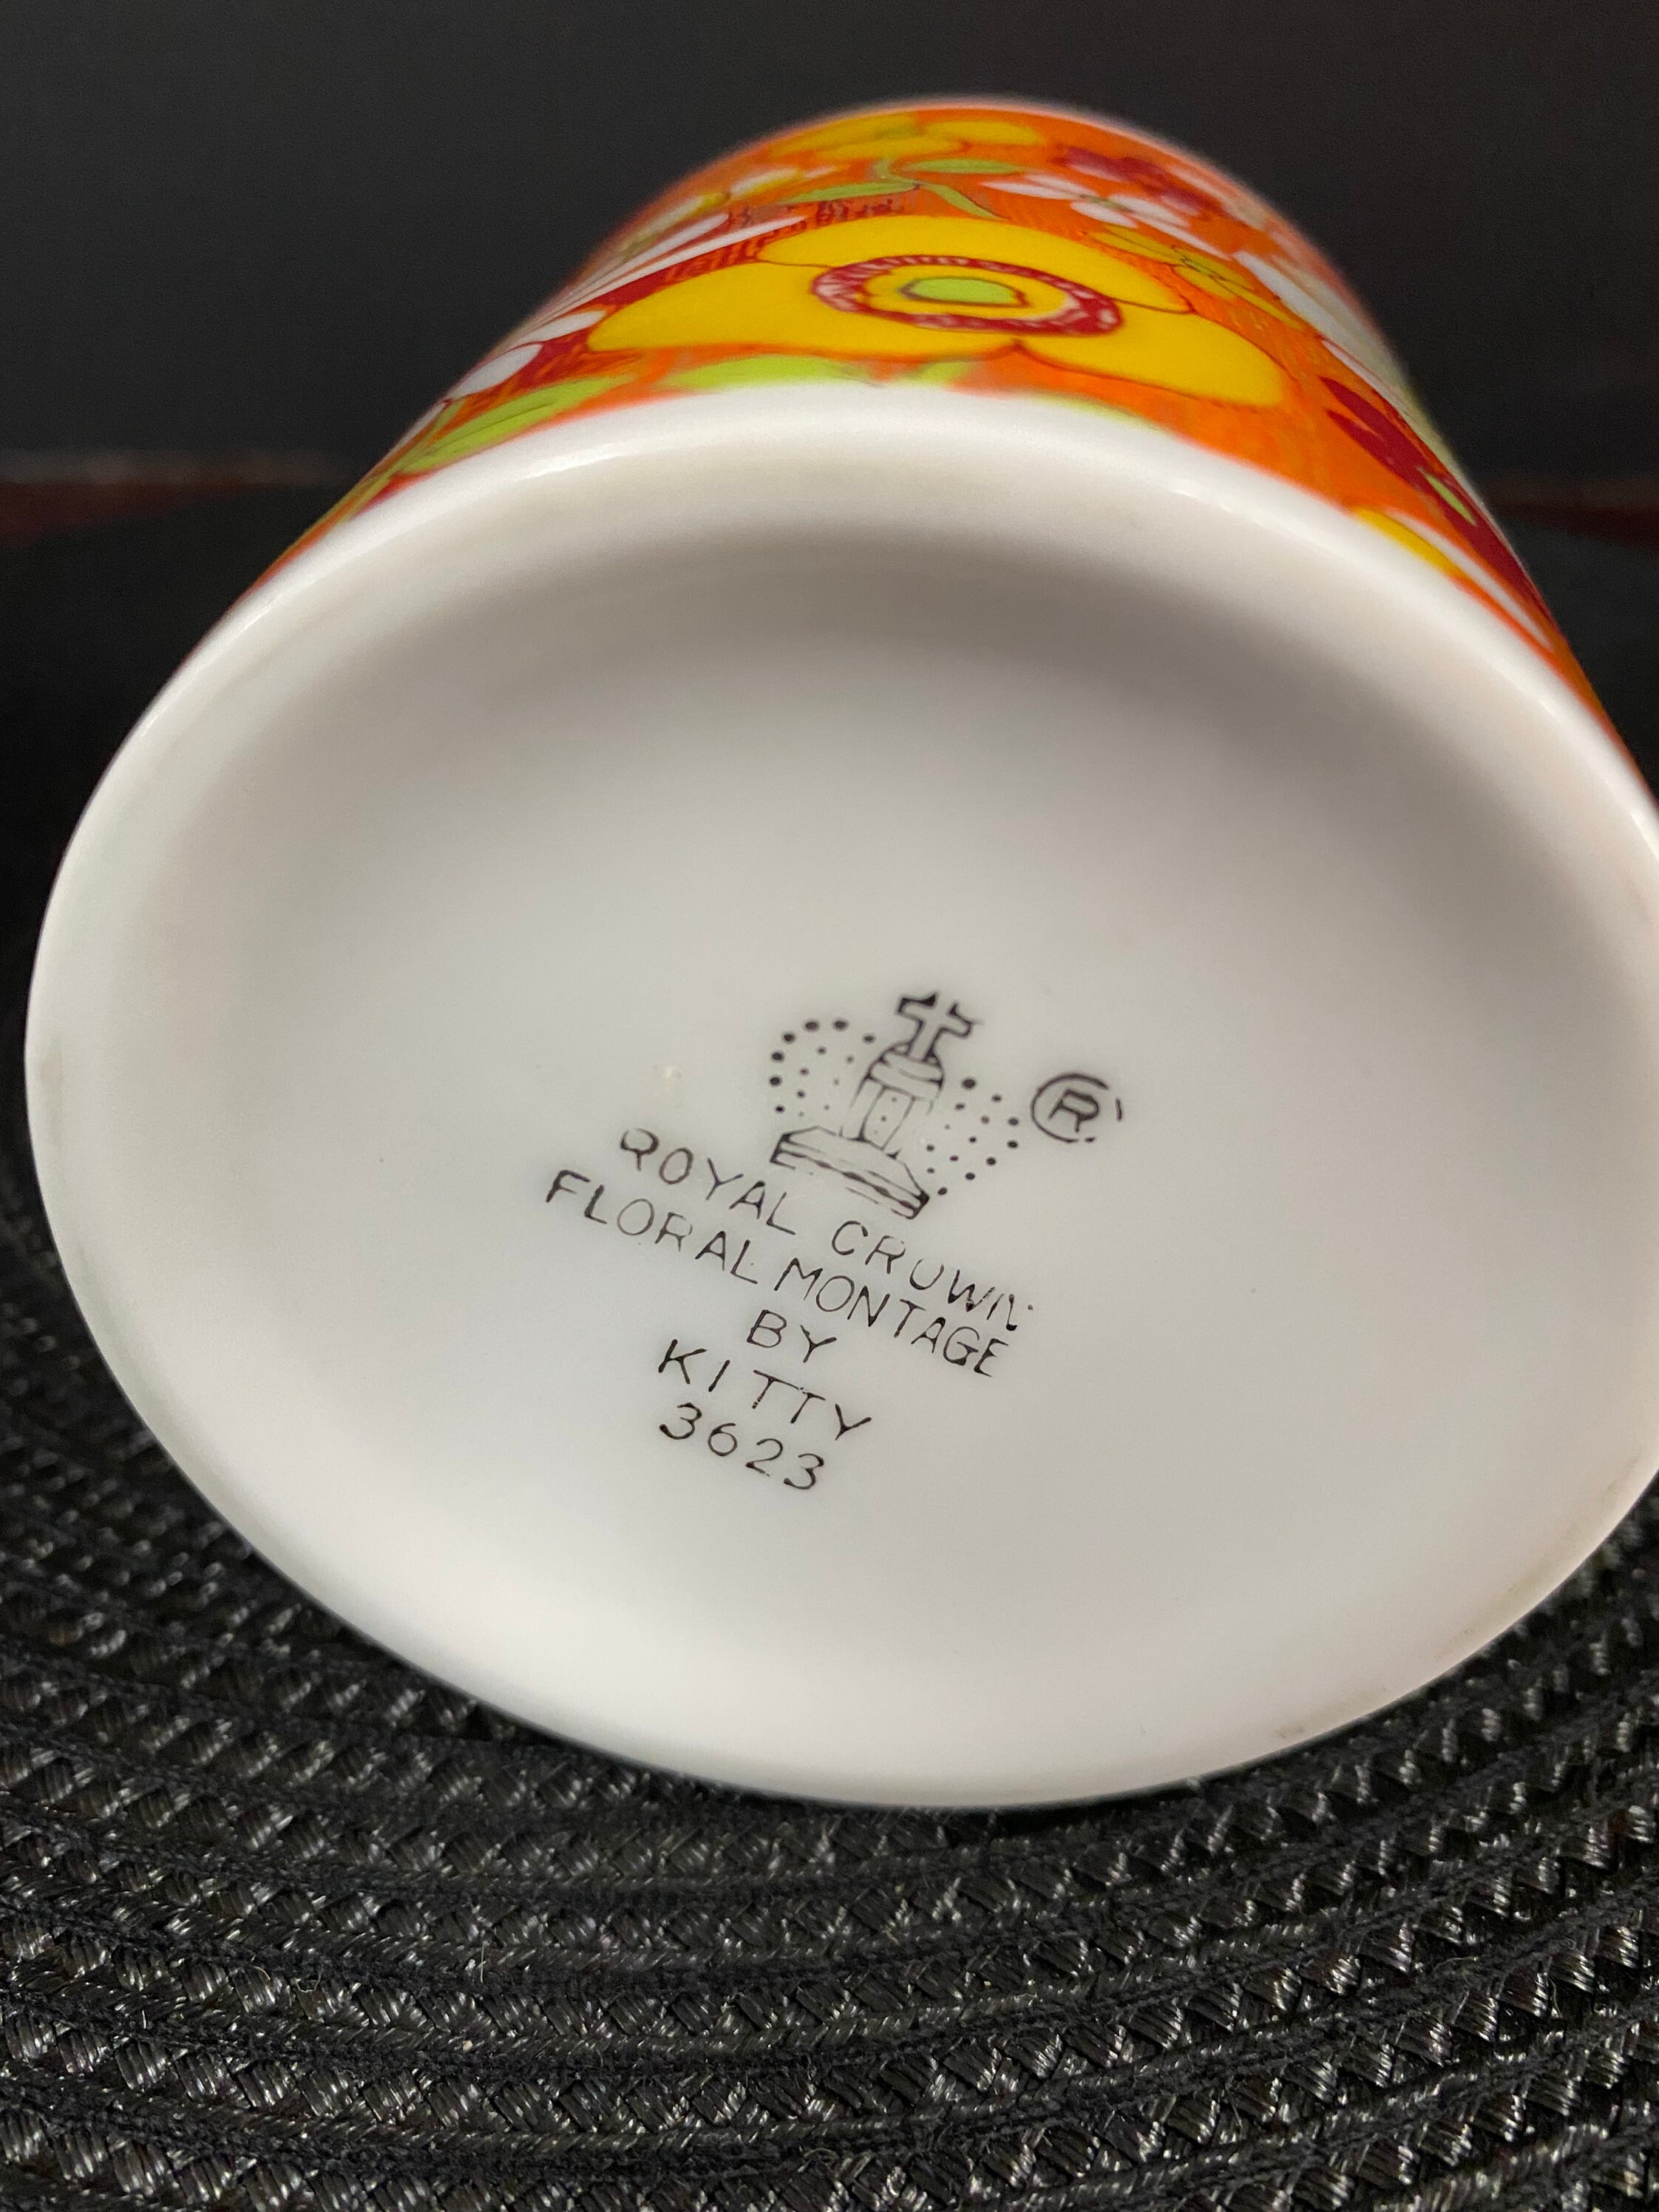 ®
ROYAL CROWN
FLORAL MONTAGE
BY
KITTY
3623